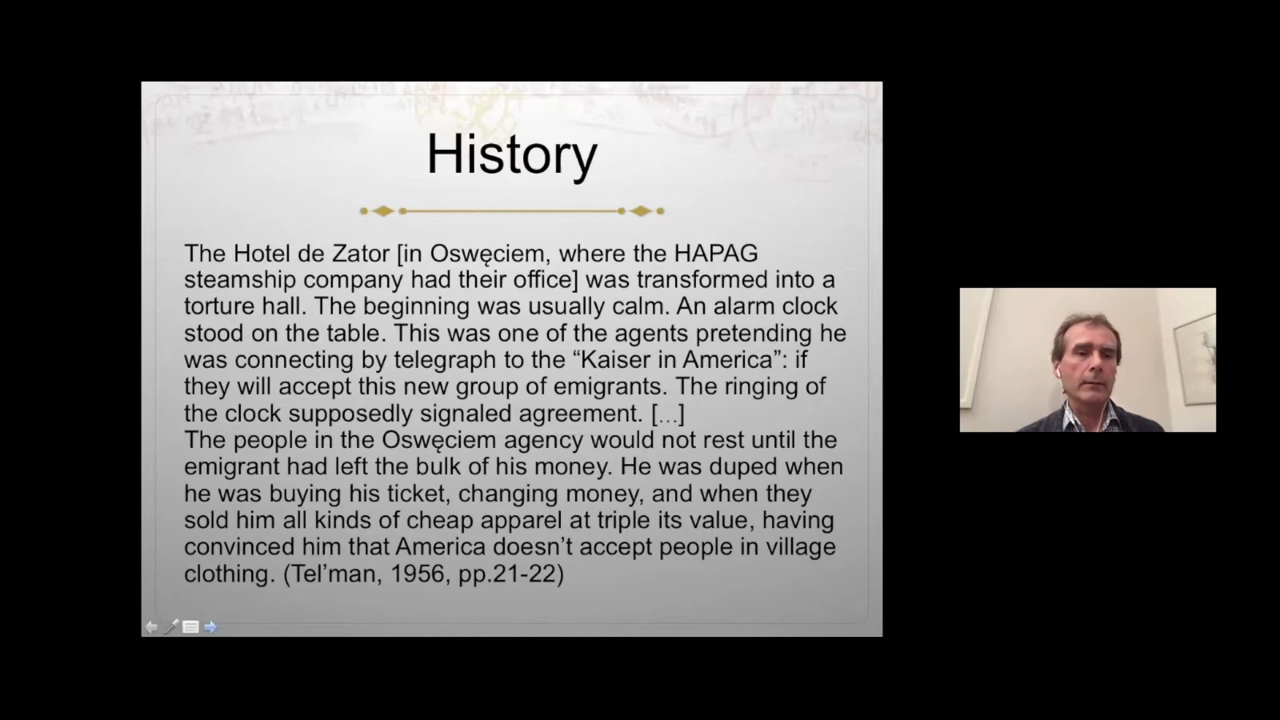 History
The Hotel de Zator [in Oswęciem, where the HAPAG
steamship company had their office] was transformed into a
torture hall. The beginning was usually calm. An alarm clock
stood on the table. This was one of the agents pretending he
was connecting by telegraph to the “Kaiser in America”: if
they will accept this new group of emigrants. The ringing of
the clock supposedly signaled agreement. […]
The people in the Oswęciem agency would not rest until the
emigrant had left the bulk of his money. He was duped when
he was buying his ticket, changing money, and when they
sold him all kinds of cheap apparel at triple its value, having
convinced him that America doesn’t accept people in village
clothing. (Tel’man, 1956, pp.21-22)